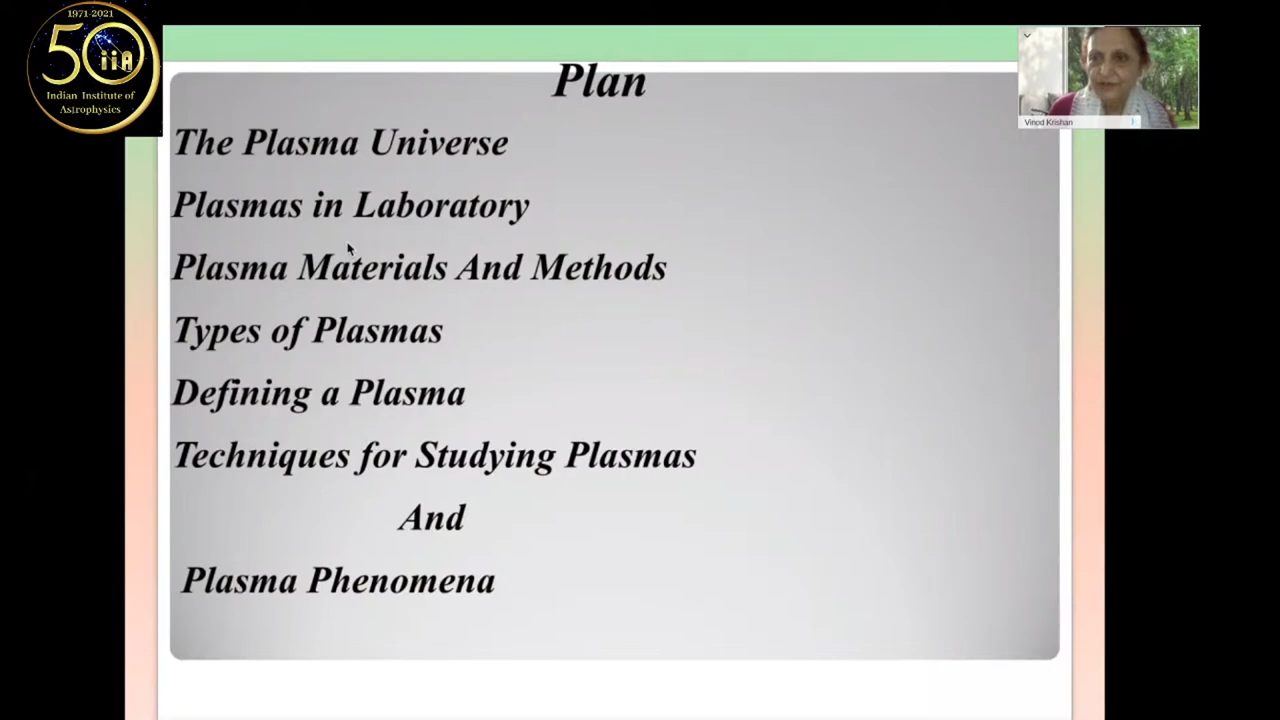 1971-2021
50
iiA
Indian Institute of
Astrophysics
Plan
The Plasma Universe
Plasmas in Laboratory
Plasma Materials And Methods
Types of Plasmas
Defining a Plasma
Techniques for Studying Plasmas
And
Plasma Phenomena
Vinod Krishan